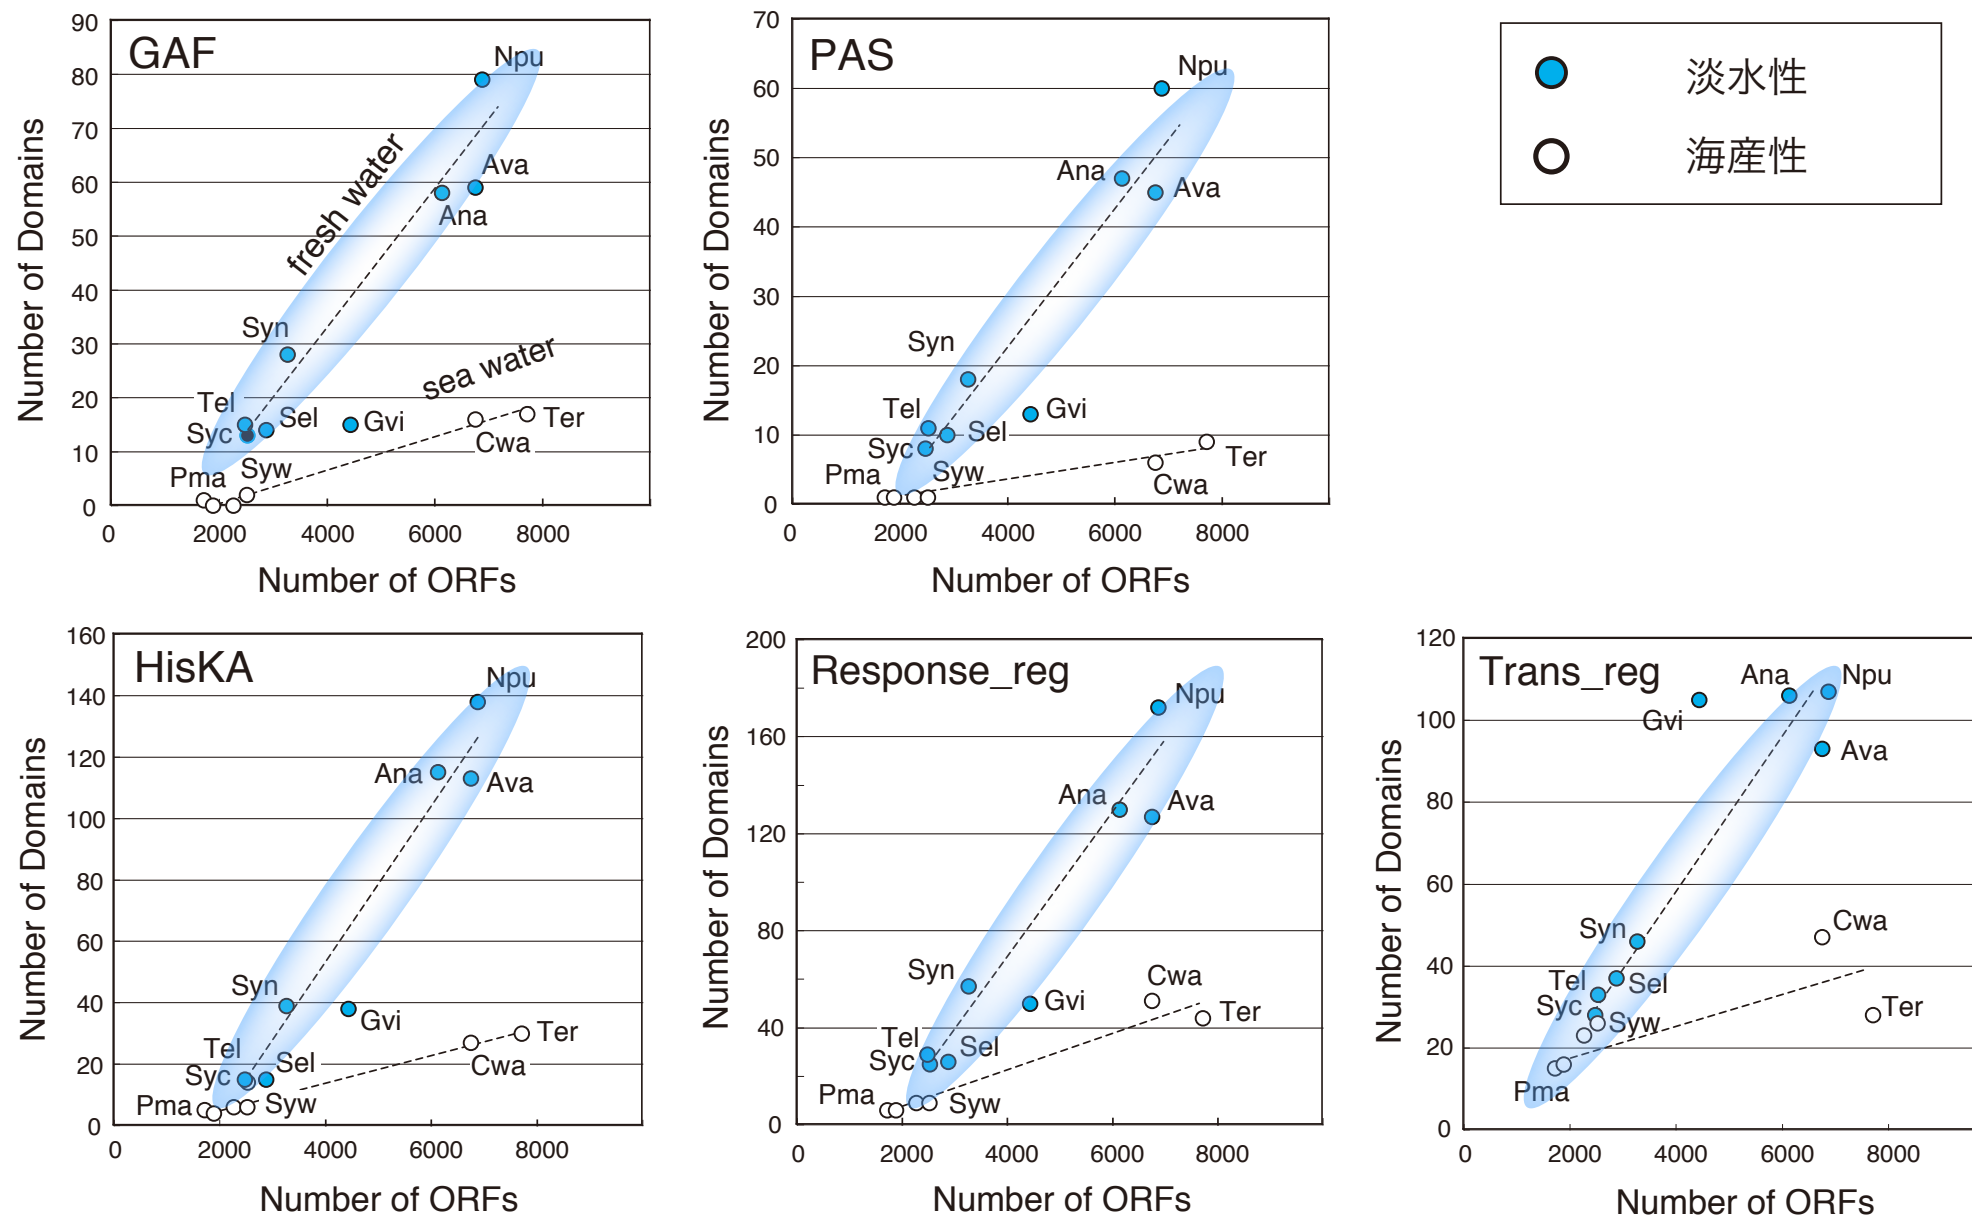 GAF
Number of Domains
90
80
70
60
50
40
30
20
10
0
0
2000
4000
6000
8000
Number of ORFs
fresh water
sea water
Npu
Ava
Ana
Syn
Tel
Sel
Syc
Gvi
Ter
Cwa
Pma
Syw
PAS
Number of Domains
70
60
50
40
30
20
10
0
0
2000
4000
6000
8000
Number of ORFs
Npu
Ana
Ava
Syn
Tel
Gvi
Sel
Syc
Syw
Pma
Ter
Cwa
淡水性
海産性
HisKA
Number of Domains
160
140
120
100
80
60
40
20
0
0
2000
4000
6000
8000
Number of ORFs
Npu
Ana
Ava
Syn
Gvi
Tel
Sel
Syc
Ter
Cwa
Pma
Syw
Response_reg
Number of Domains
200
160
120
80
40
0
0
2000
4000
6000
8000
Number of ORFs
Npu
Ana
Ava
Syn
Cwa
Gvi
Ter
Tel
Sel
Syc
Pma
Syw
Trans_reg
Number of Domains
120
100
80
60
40
20
0
0
2000
4000
6000
8000
Number of ORFs
Ana
Npu
Gvi
Ava
Syn
Cwa
Tel
Sel
Syc
Syw
Ter
Pma